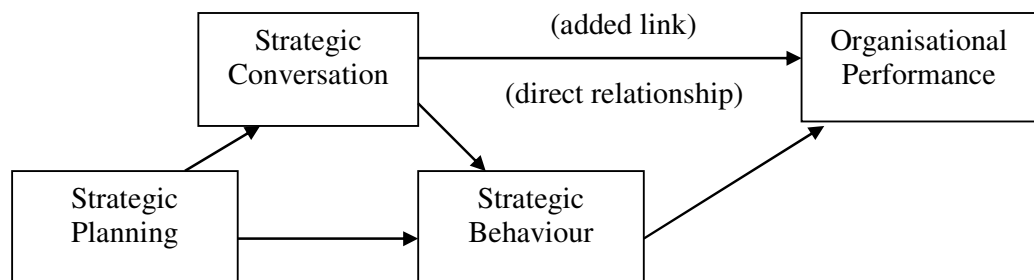 Strategic
Conversation
(added link)
(direct relationship)
Organisational
Performance
Strategic
Planning
Strategic
Behaviour